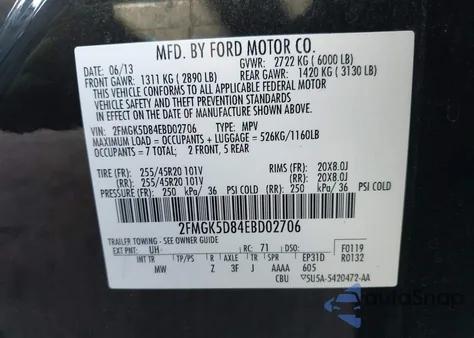 MFD. BY FORD MOTOR CO.
DATE: 06/13 GVWR: 2722 KG (6000 LB)
FRONT GAWR: 1311 KG (2890 LB) REAR GAWR: 1420 KG (3130 LB)
THIS VEHICLE CONFORMS TO ALL APPLICABLE FEDERAL MOTOR
VEHICLE SAFETY AND THEFT PREVENTION STANDARDS
IN EFFECT ON THE DATE OF MANUFACTURE SHOWN ABOVE.
VIN: 2FMGK5D84EBD02706 TYPE: MPV
MAXIMUM LOAD = OCCUPANTS + LUGGAGE = 526KG/1160LB
OCCUPANTS = 7 TOTAL 2 FRONT, 5 REAR
TIRE (FR): 255/45R20 101V RIMS (FR): 20X8.0J
(RR): 255/45R20 101V (RR): 20X8.0J
PRESSURE (FR) 250 kPa/ 36 PSI COLD (RR) 250 kPa/ 36 PSI COLD
2FMGK5D84EBD02706
TRAILER TOWING - SEE OWNER GUIDE
EXT PNT: UH RC: 71 DSO: F0119
INT TR TP/PS R AXLE TR SPR EP31D R0132
MW Z 3F J AAAA 605
CBU 5U5A-5420472-AA
AutoSnap